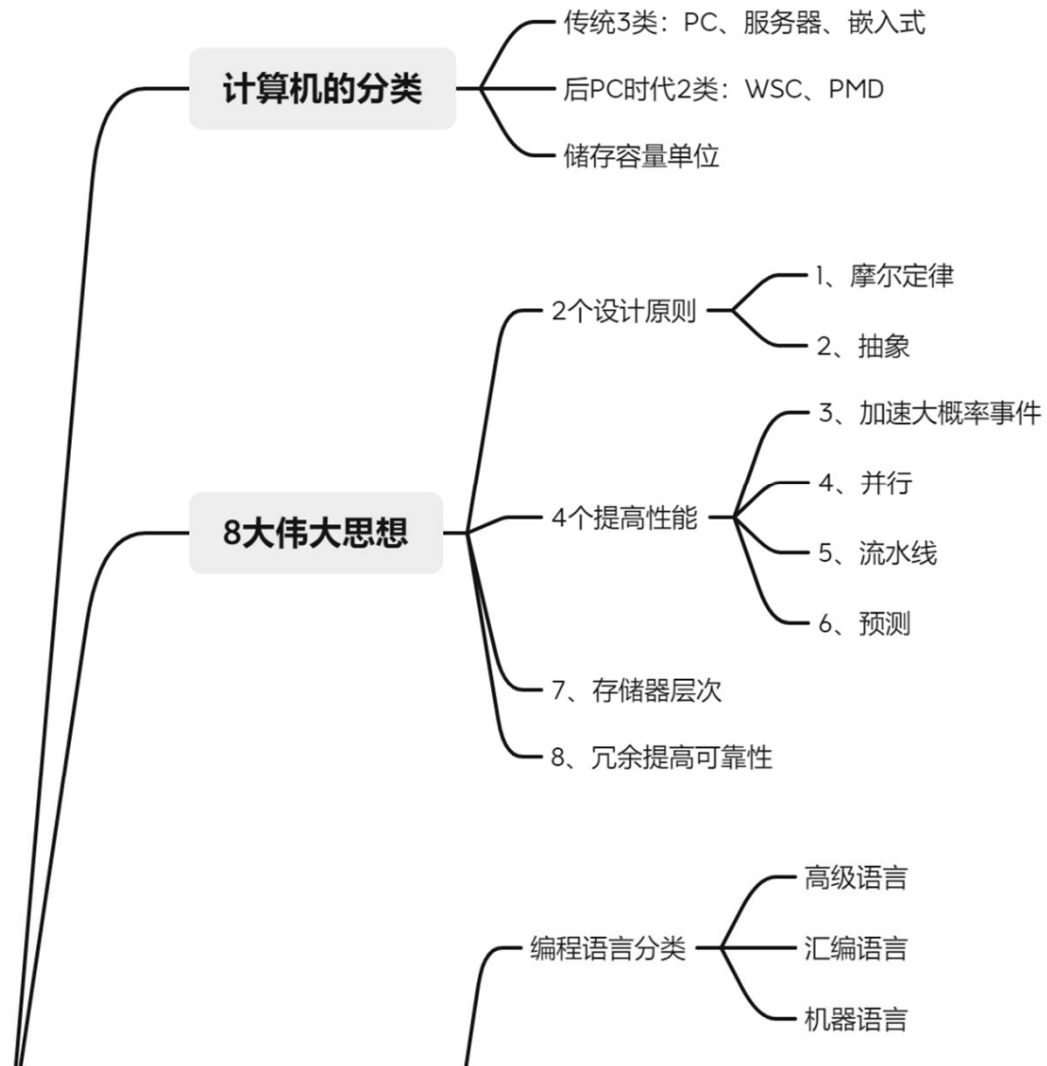 计算机的分类
传统3类：PC、服务器、嵌入式
后PC时代2类：WSC、PMD
储存容量单位
8大伟大思想
2个设计原则
1、摩尔定律
2、抽象
4个提高性能
3、加速大概率事件
4、并行
5、流水线
6、预测
7、存储器层次
8、冗余提高可靠性
编程语言分类
高级语言
汇编语言
机器语言